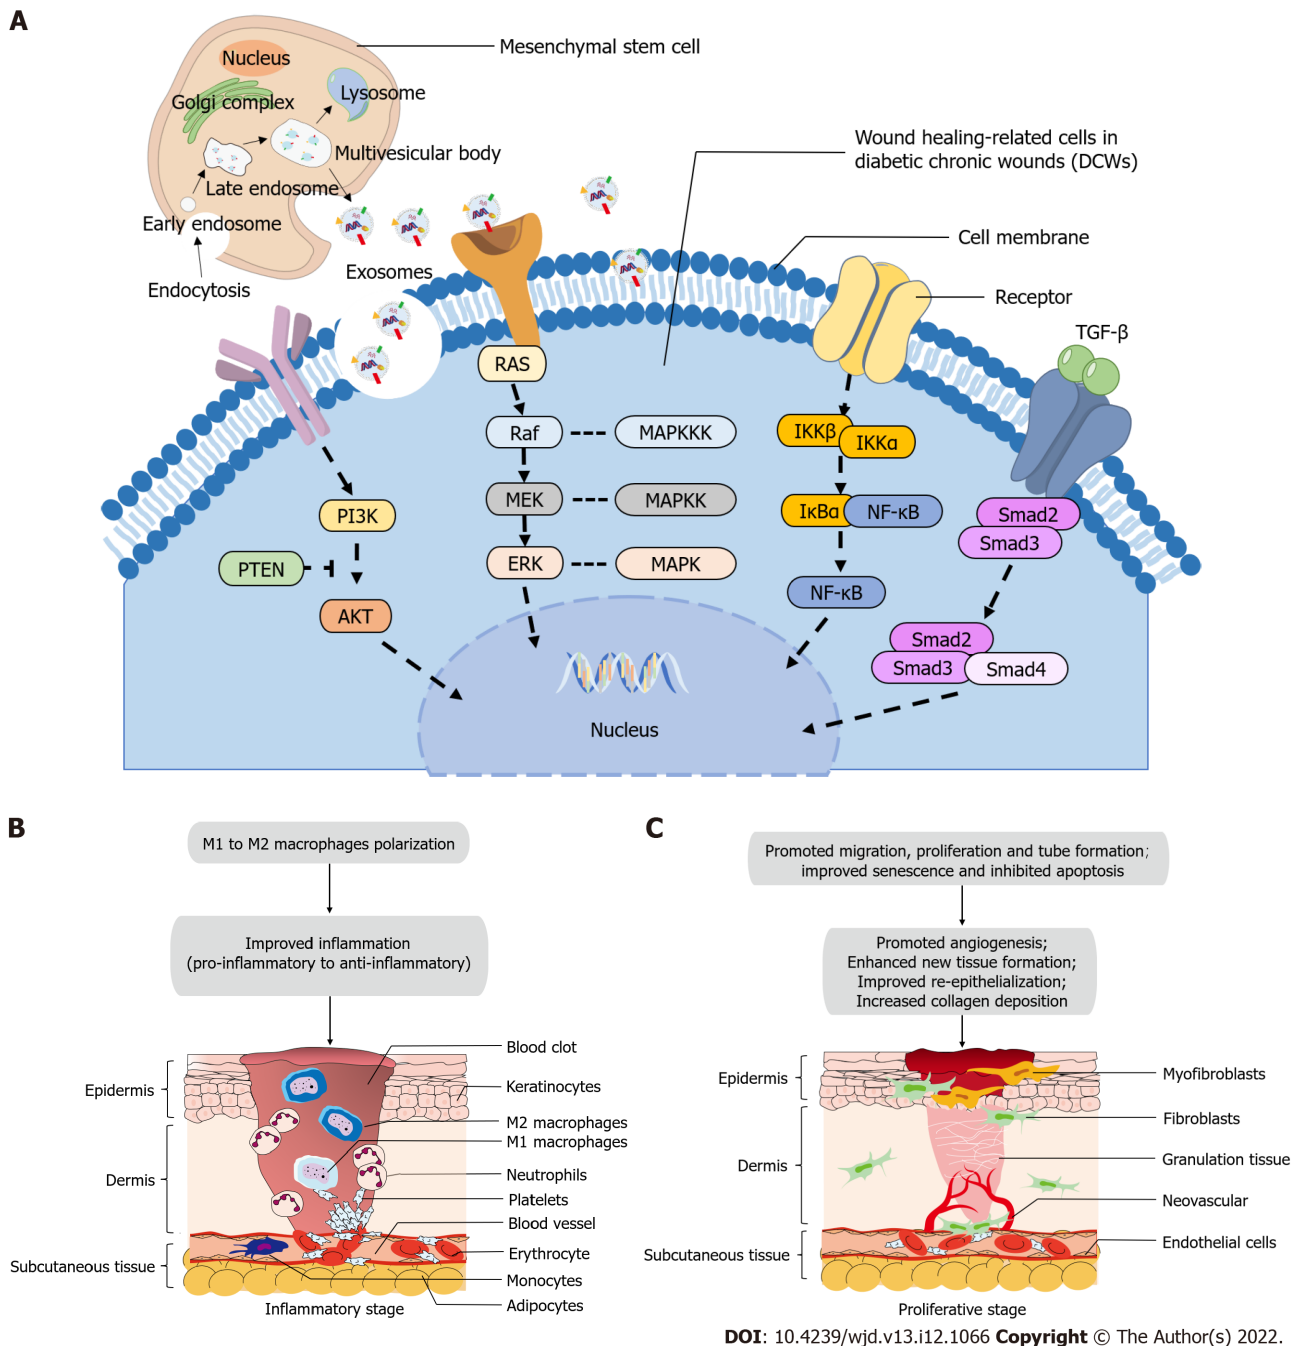 A
Mesenchymal stem cell
Nucleus
Lysosome
Golgi complex
Multivesicular body
Late endosome
Early endosome
Endocytosis
Exosomes
Wound healing-related cells in
diabetic chronic wounds (DCWs)
Cell membrane
Receptor
TGF-β
RAS
Raf
MAPKKK
MEK
MAPKK
ERK
MAPK
PI3K
PTEN
AKT
IKKβ
IKKα
IκBα
NF-κB
NF-κB
Smad2
Smad3
Smad2
Smad3
Smad4
Nucleus
B
M1 to M2 macrophages polarization
Improved inflammation
(pro-inflammatory to anti-inflammatory)
Epidermis
Dermis
Subcutaneous tissue
Blood clot
Keratinocytes
M2 macrophages
M1 macrophages
Neutrophils
Platelets
Blood vessel
Erythrocyte
Monocytes
Adipocytes
Inflammatory stage
C
Promoted migration, proliferation and tube formation;
improved senescence and inhibited apoptosis
Promoted angiogenesis;
Enhanced new tissue formation;
Improved re-epithelialization;
Increased collagen deposition
Epidermis
Dermis
Subcutaneous tissue
Myofibroblasts
Fibroblasts
Granulation tissue
Neovascular
Endothelial cells
Proliferative stage
DOI: 10.4239/wjd.v13.i12.1066 Copyright © The Author(s) 2022.